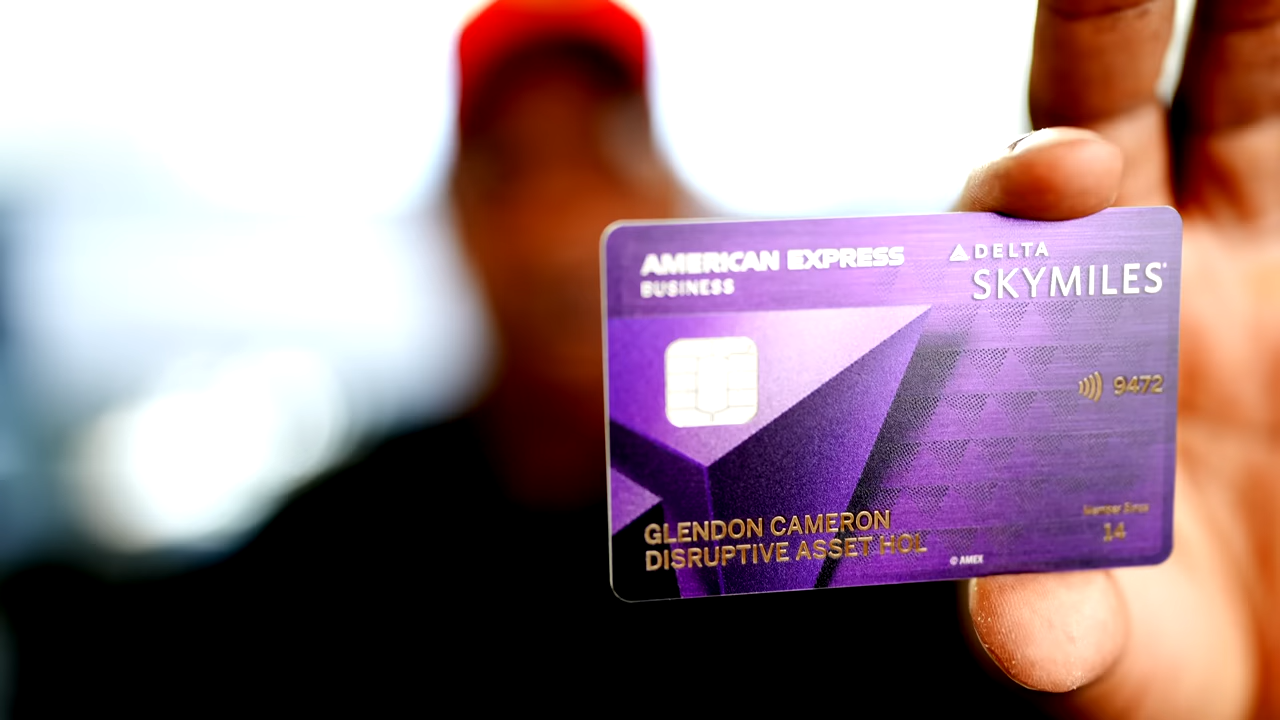 AMERICAN EXPRESS
BUSINESS
DELTA
SKYMILES®
9472
GLENDON CAMERON
DISRUPTIVE ASSET HOL
Member Since
14
© AMEX